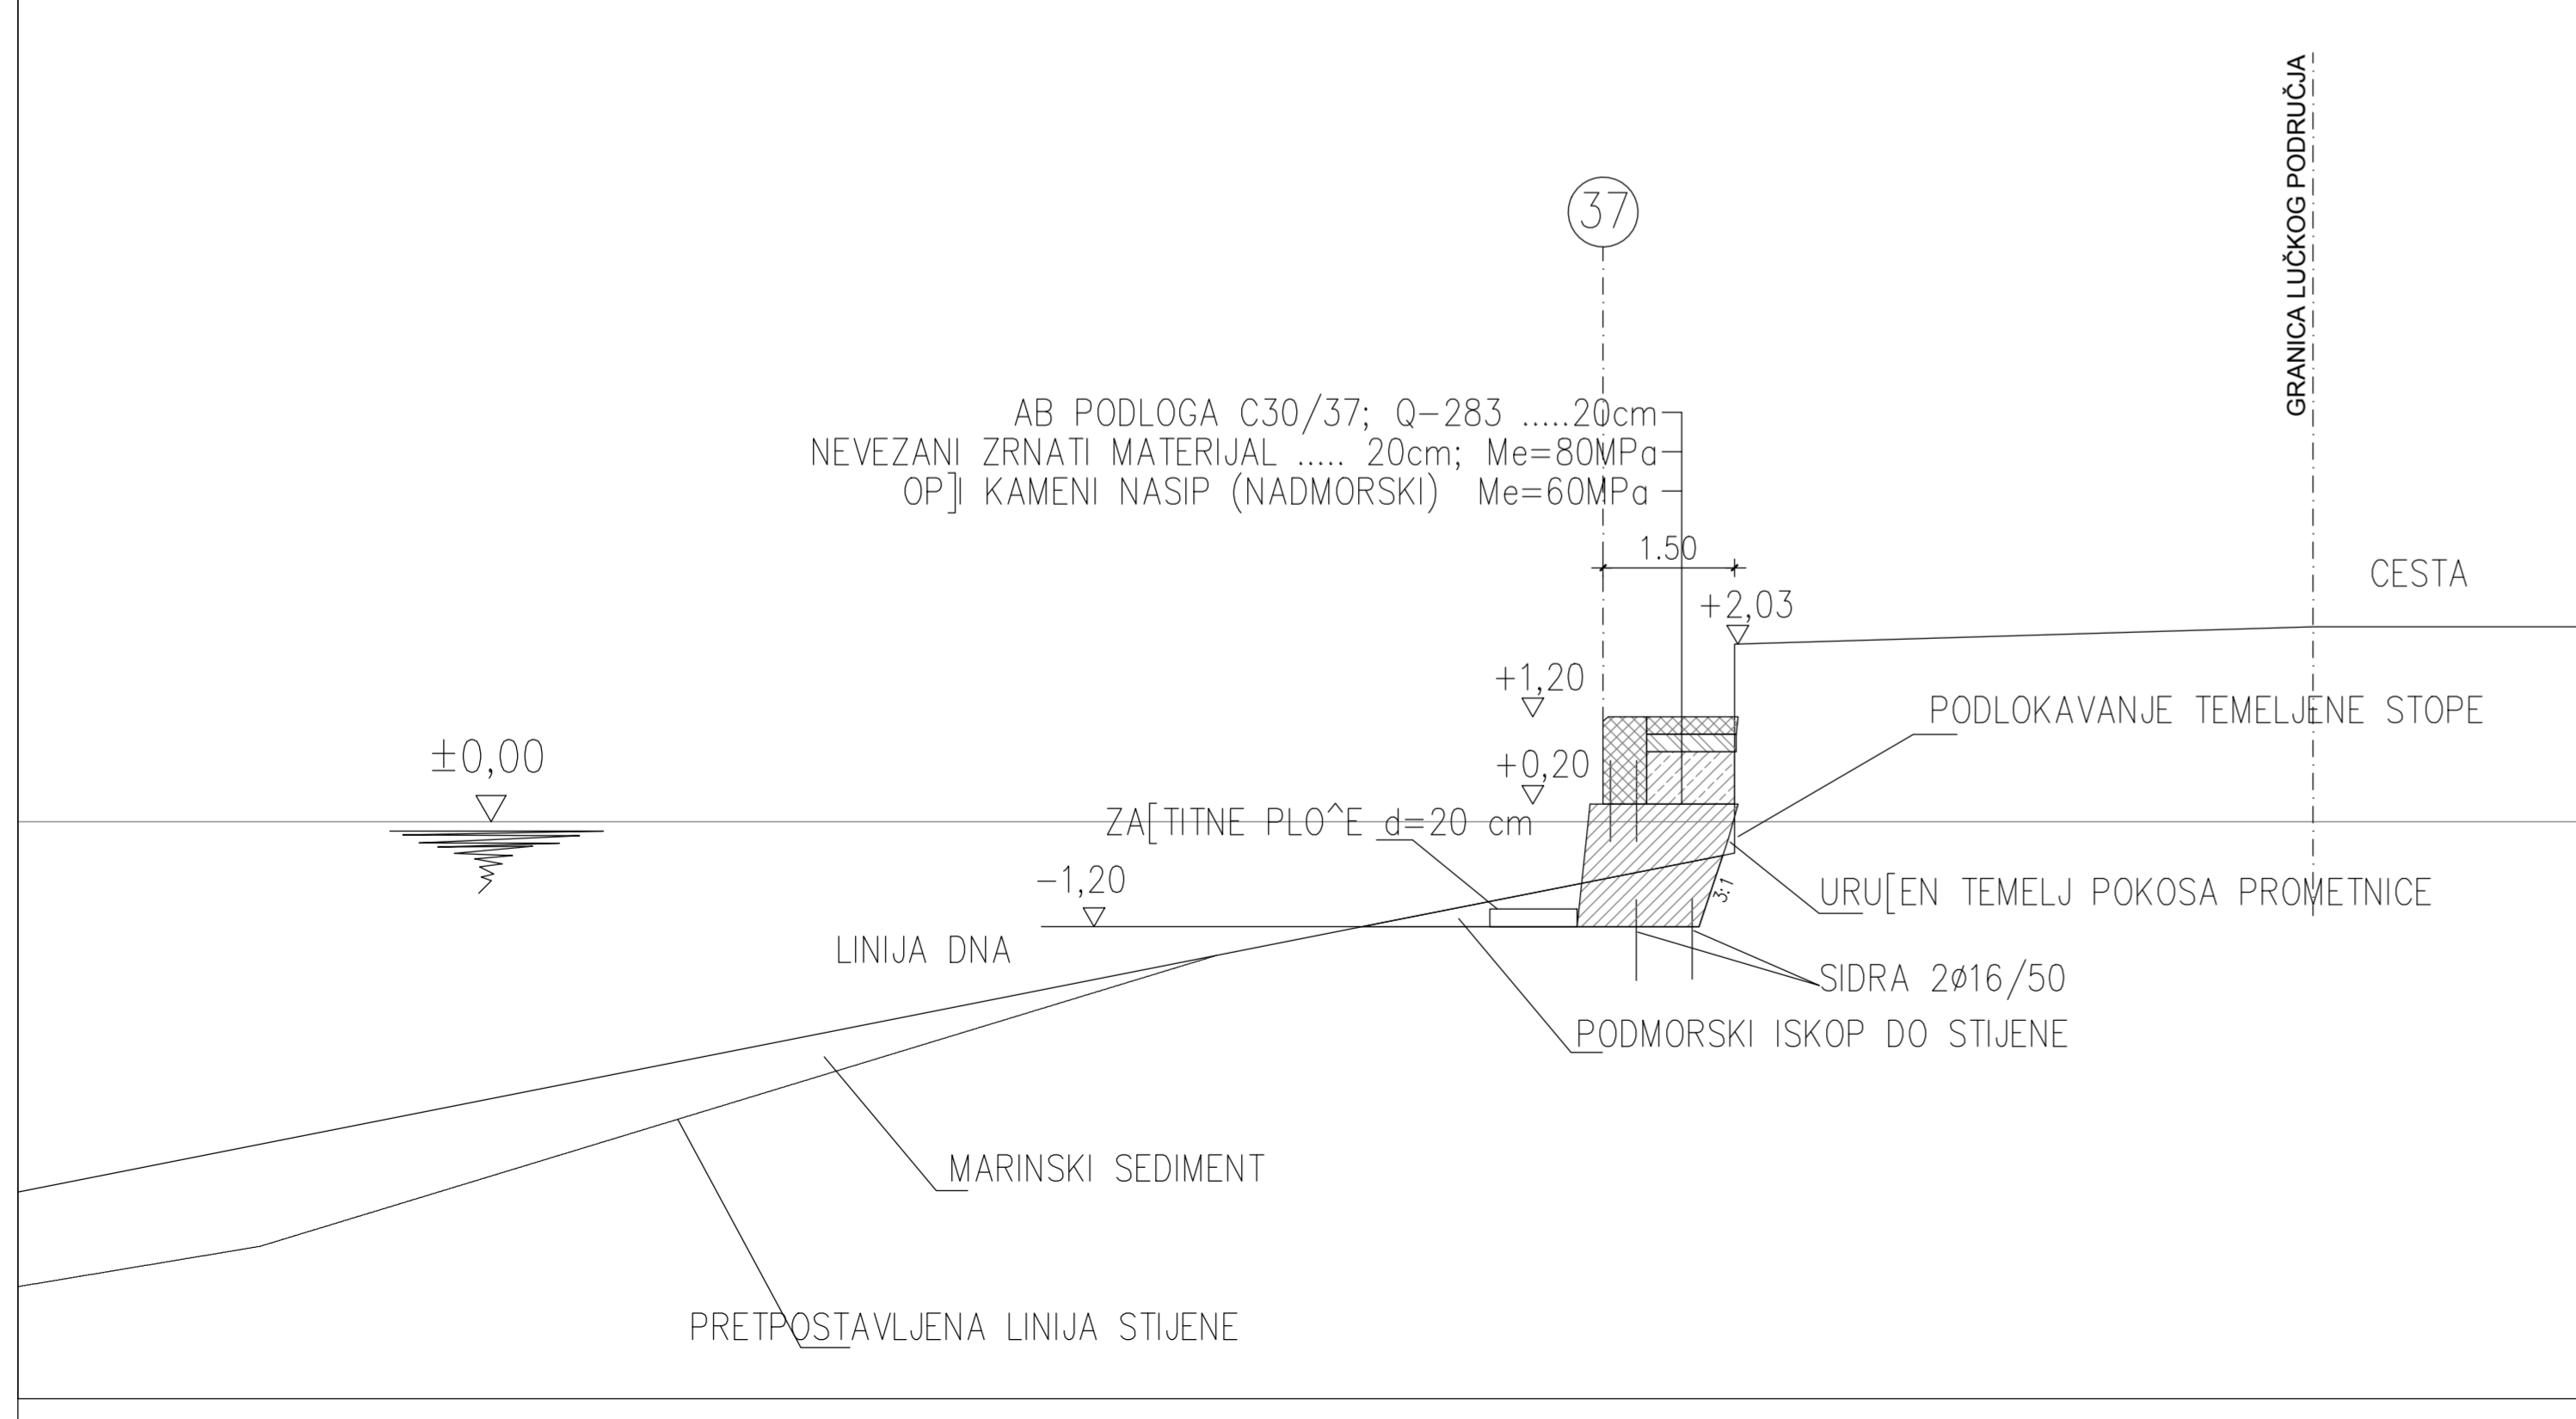 GRANICA LUČKOG PODRUČJA
37
AB PODLOGA C30/37; Q-283 .....20cm
NEVEZANI ZRNATI MATERIJAL ..... 20cm; Me=80MPa
OP]I KAMENI NASIP (NADMORSKI) Me=60MPa
1.50
CESTA
+2,03
+1,20
PODLOKAVANJE TEMELJENE STOPE
±0,00
+0,20
ZA[TITNE PLO^E d=20 cm
-1,20
3:1
URU[EN TEMELJ POKOSA PROMETNICE
LINIJA DNA
SIDRA 2ø16/50
PODMORSKI ISKOP DO STIJENE
MARINSKI SEDIMENT
PRETPOSTAVLJENA LINIJA STIJENE